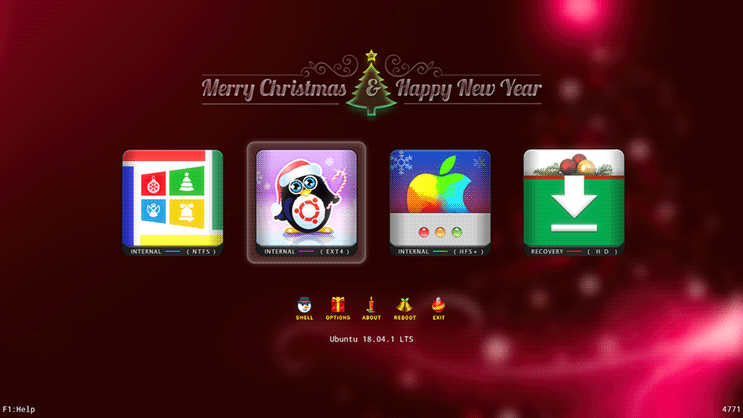 Merry Christmas & Happy New Year
INTERNAL ( NTFS )
INTERNAL ( EXT4 )
INTERNAL ( HFS+ )
RECOVERY ( H D )
SHELL
OPTIONS
ABOUT
REBOOT
EXIT
Ubuntu 18.04.1 LTS
F1:Help
4771